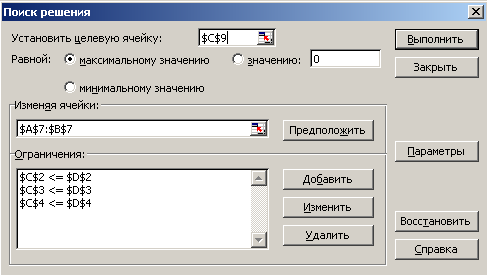 Поиск решения
Установить целевую ячейку: $C$9 Выполнить
Равной: максимальному значению значению: 0 Закрыть
минимальному значению
Изменяя ячейки:
$A$7:$B$7 Предположить
Ограничения: Параметры
$C$2 <= $D$2 Добавить
$C$3 <= $D$3
$C$4 <= $D$4 Изменить
Восстановить
Удалить
Справка